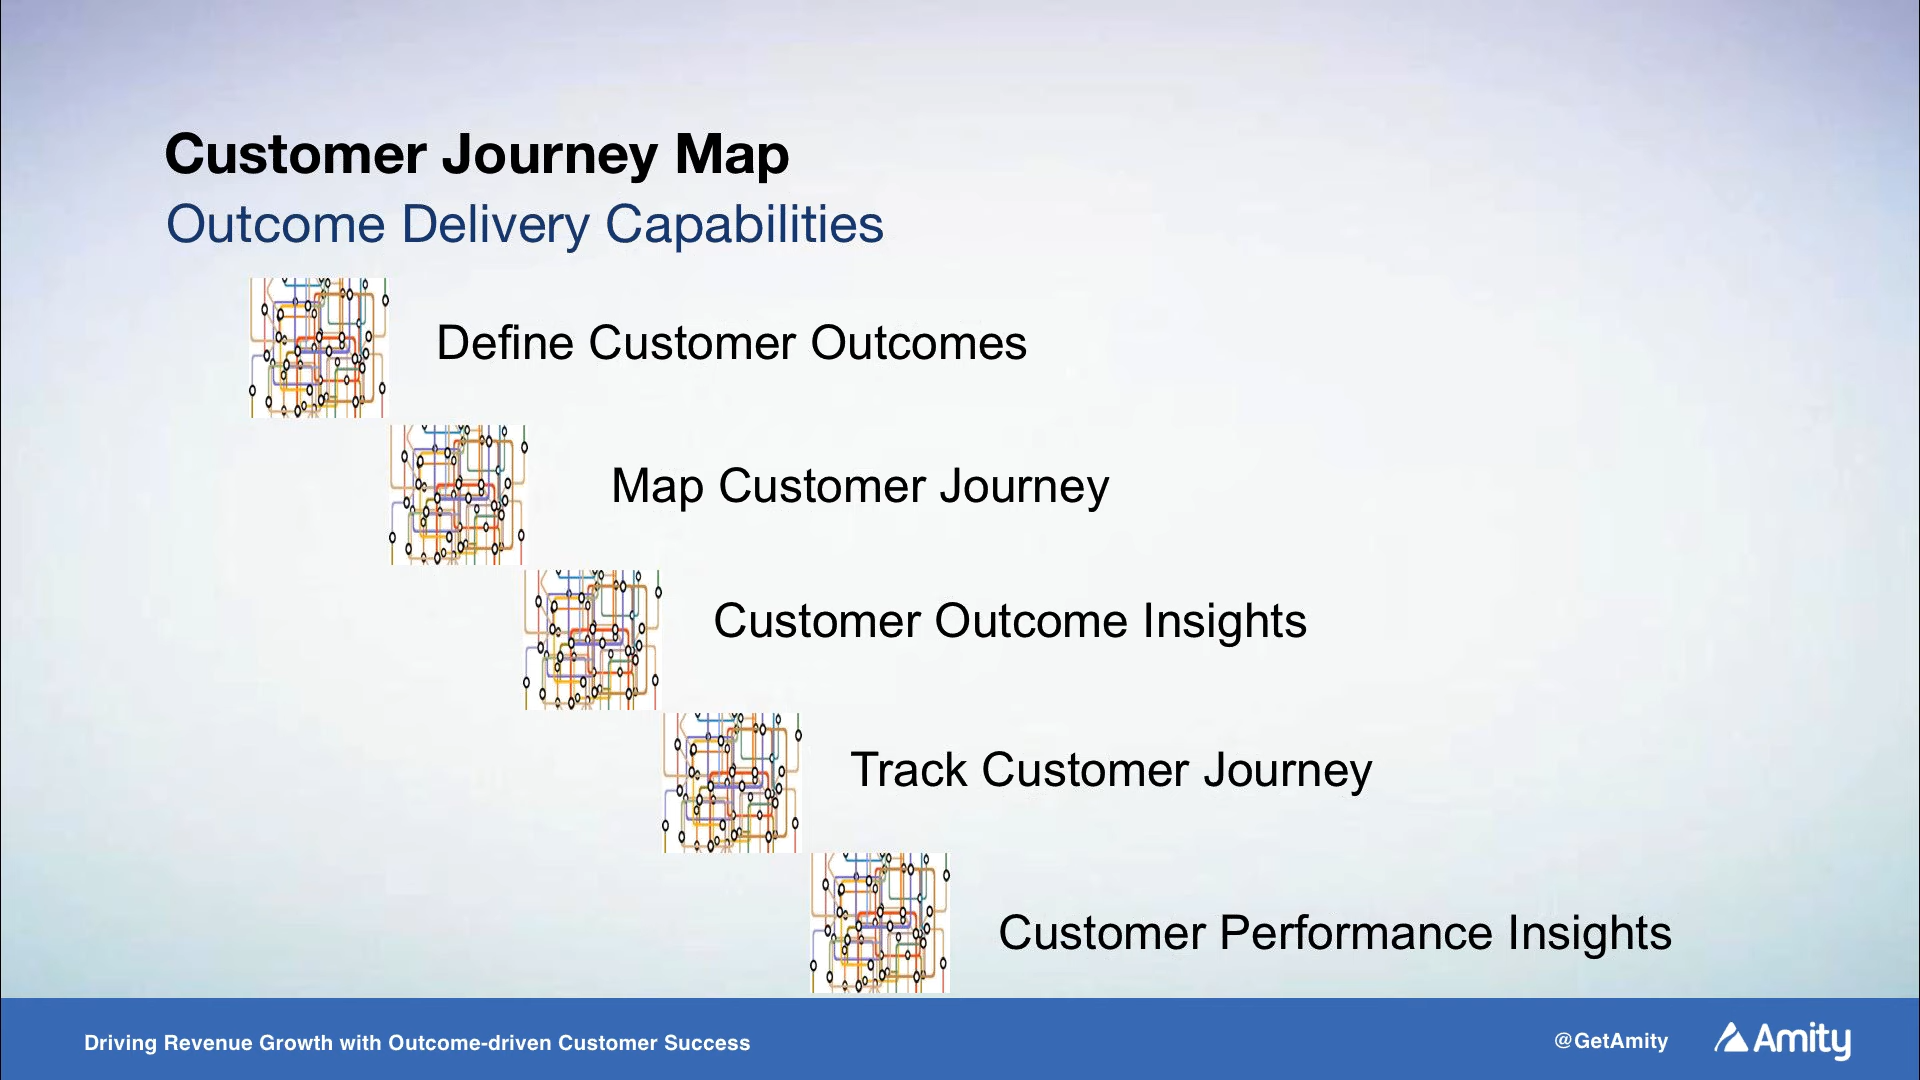 Customer Journey Map
Outcome Delivery Capabilities
Define Customer Outcomes
Map Customer Journey
Customer Outcome Insights
Track Customer Journey
Customer Performance Insights
Driving Revenue Growth with Outcome-driven Customer Success
@GetAmity
Amity